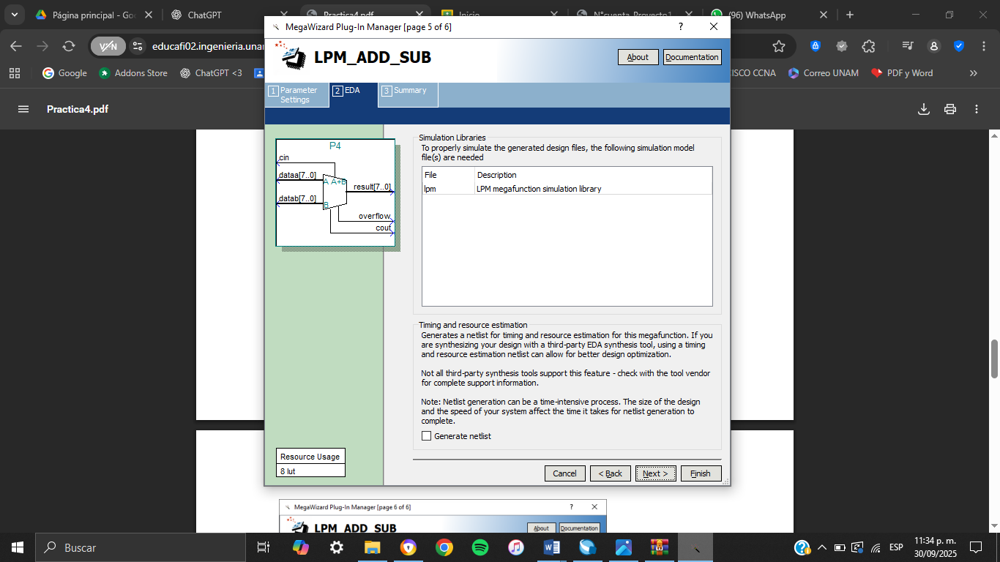 Página principal - Goo
ChatGPT
Practica4.pdf
Inicio
N°cuenta_Proyecto1
(96) WhatsApp
MegaWizard Plug-In Manager [page 5 of 6]
?
educafi02.ingenieria.unam
LPM_ADD_SUB
About
Documentation
Google
Addons Store
ChatGPT <3
ISCO CCNA
Correo UNAM
PDF y Word
»
1 Parameter Settings
2 EDA
3 Summary
Practica4.pdf
P4
cin
dataa[7..0]
A A+B
result[7..0]
datab[7..0]
B
overflow
cout
Simulation Libraries
To properly simulate the generated design files, the following simulation model
file(s) are needed
File Description
lpm LPM megafunction simulation library
Timing and resource estimation
Generates a netlist for timing and resource estimation for this megafunction. If you
are synthesizing your design with a third-party EDA synthesis tool, using a timing
and resource estimation netlist can allow for better design optimization.
Not all third-party synthesis tools support this feature - check with the tool vendor
for complete support information.
Note: Netlist generation can be a time-intensive process. The size of the design
and the speed of your system affect the time it takes for netlist generation to
complete.
Generate netlist
Resource Usage
8 lut
Cancel
< Back
Next >
Finish
MegaWizard Plug-In Manager [page 6 of 6]
?
LPM_ADD_SUB
About
Documentation
Buscar
ESP
11:34 p. m.
30/09/2025